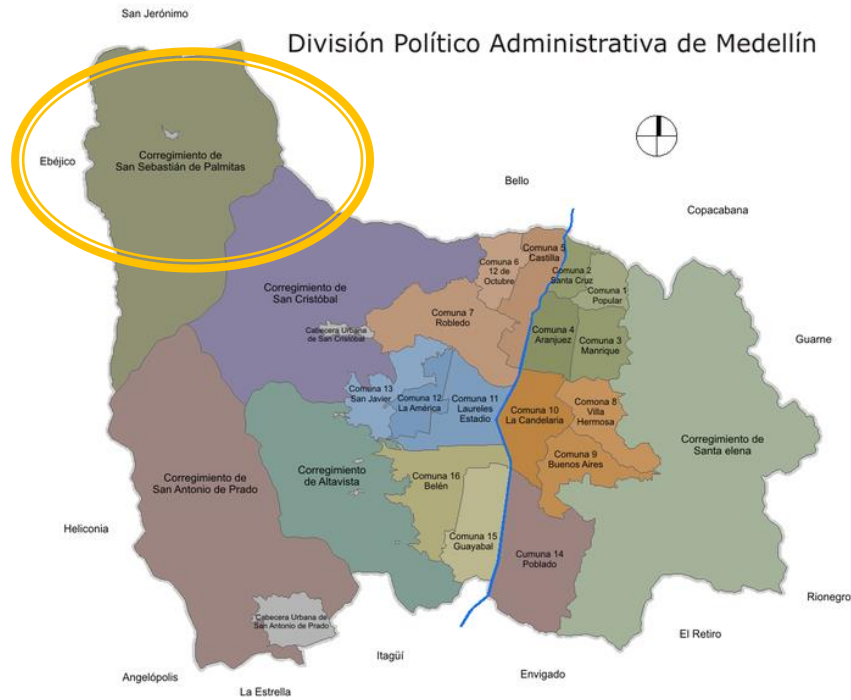 San Jerónimo
División Político Administrativa de Medellín
Ebéjico
Corregimiento de
San Sebastián de Palmitas
Bello
Copacabana
Comuna 6
12 de
Octubre
Comuna 5
Castilla
Comuna 2
Santa Cruz
Comuna 1
Popular
Corregimiento de
San Cristóbal
Cabecera Urbana
de San Cristóbal
Comuna 7
Robledo
Comuna 4
Aranjuez
Comuna 3
Manrique
Guarne
Comuna 13
San Javier
Comuna 12
La América
Comuna 11
Laureles
Estadio
Comuna 10
La Candelaria
Comuna 8
Villa
Hermosa
Comuna 9
Buenos Aires
Corregimiento de
Santa elena
Corregimiento de
San Antonio de Prado
Corregimiento
de Altavista
Comuna 16
Belén
Comuna 15
Guayabal
Cumuna 14
Poblado
Heliconia
Cabecera Urbana de
San Antonio de Prado
Rionegro
El Retiro
Itagüí
Envigado
Angelópolis
La Estrella